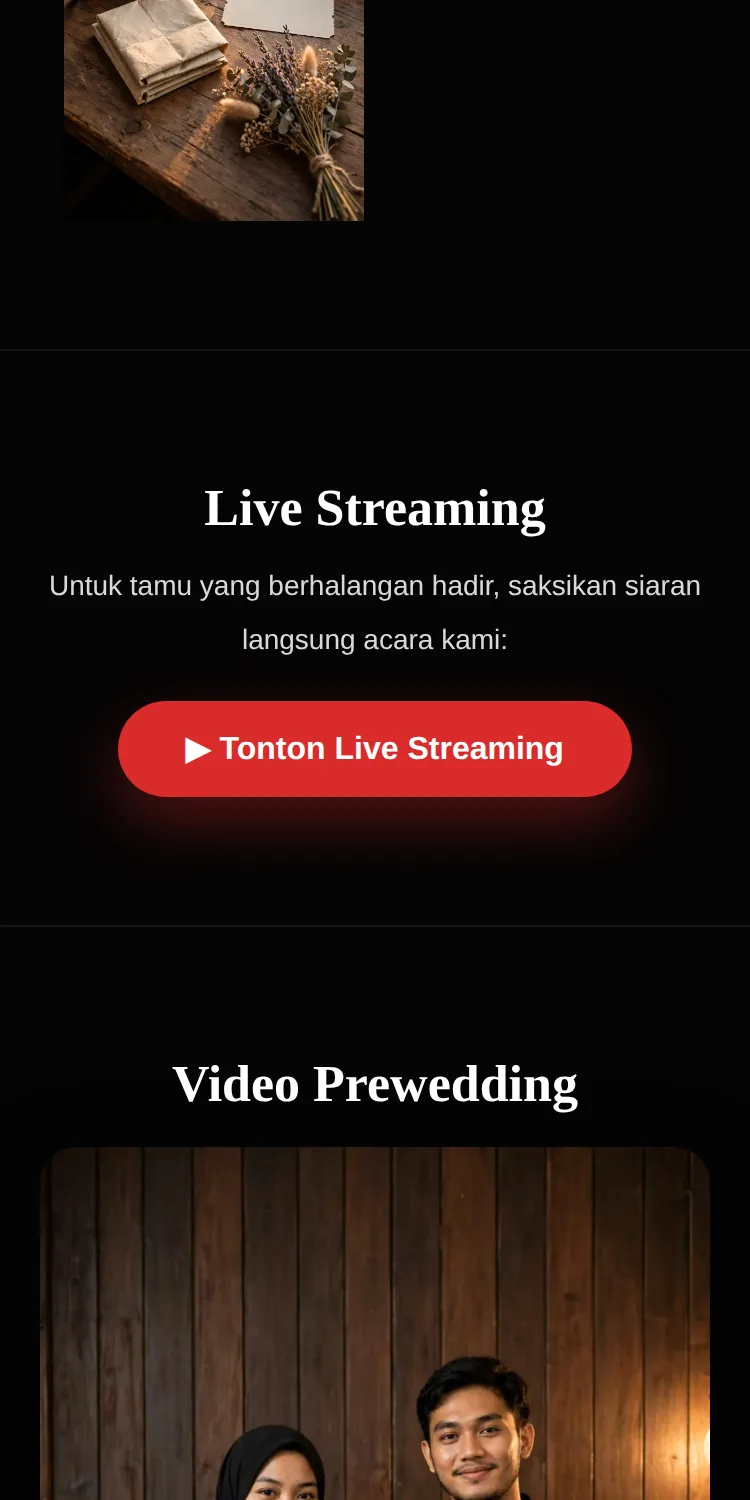 Live Streaming
Untuk tamu yang berhalangan hadir, saksikan siaran
langsung acara kami:
▶ Tonton Live Streaming
Video Prewedding